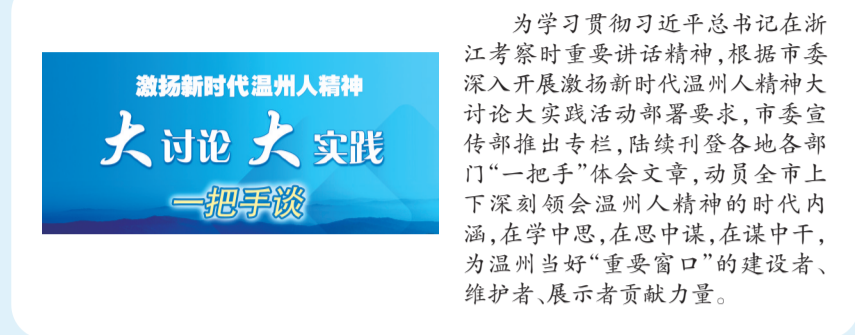 激扬新时代温州人精神
大讨论 大实践
一把手谈
为学习贯彻习近平总书记在浙
江考察时重要讲话精神,根据市委
深入开展激扬新时代温州人精神大
讨论大实践活动部署要求,市委宣
传部推出专栏,陆续刊登各地各部
门“一把手”体会文章,动员全市上
下深刻领会温州人精神的时代内
涵,在学中思,在思中谋,在谋中干,
为温州当好“重要窗口”的建设者、
维护者、展示者贡献力量。